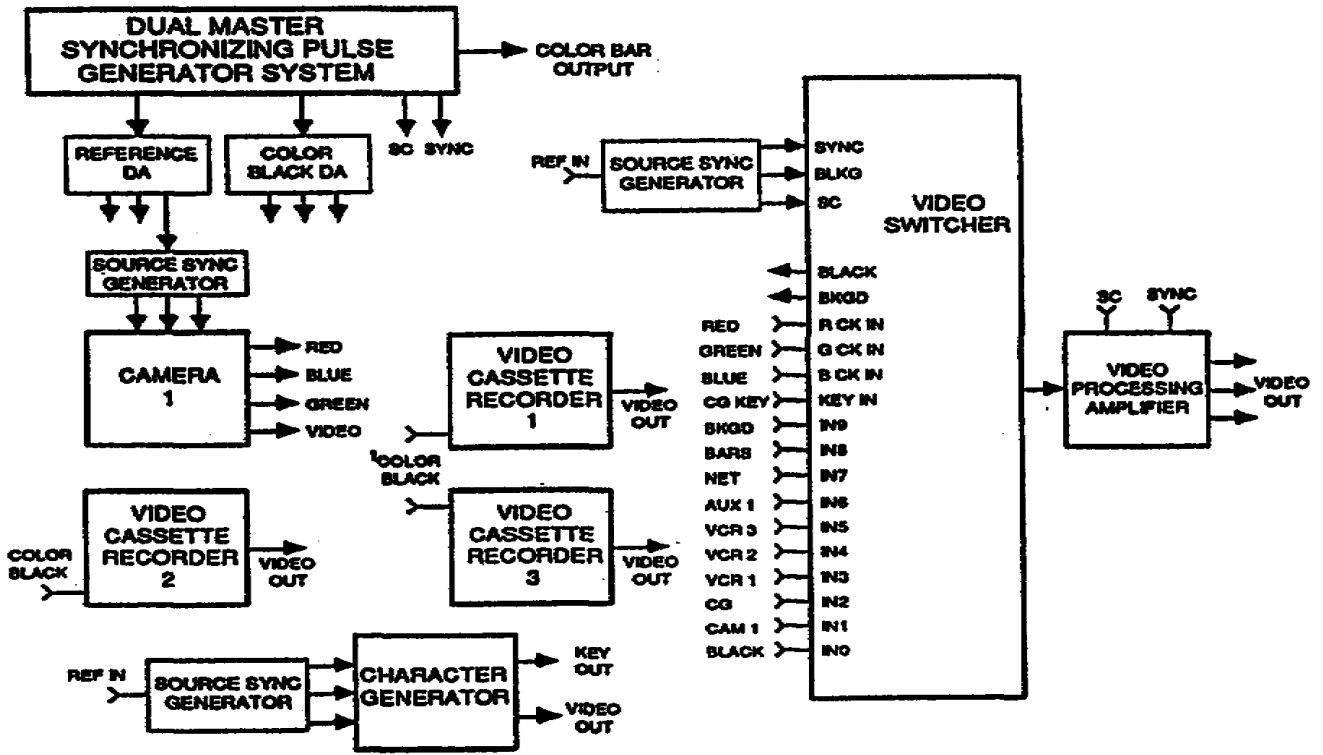 DUAL MASTER
SYNCHRONIZING PULSE
GENERATOR SYSTEM
COLOR BAR
OUTPUT
REFERENCE
DA
COLOR
BLACK DA
SC SYNC
SOURCE SYNC
GENERATOR
CAMERA
1
RED
BLUE
GREEN
VIDEO
VIDEO
CASSETTE
RECORDER
1
VIDEO
OUT
1COLOR
BLACK
VIDEO
CASSETTE
RECORDER
2
COLOR
BLACK
VIDEO
OUT
VIDEO
CASSETTE
RECORDER
3
VIDEO
OUT
REF IN
SOURCE SYNC
GENERATOR
CHARACTER
GENERATOR
KEY
OUT
VIDEO
OUT
REF IN
SOURCE SYNC
GENERATOR
SYNC
BLKG
SC
VIDEO
SWITCHER
BLACK
BKGD
RED R CK IN
GREEN G CK IN
BLUE B CK IN
CG KEY KEY IN
BKGD IN9
BARS IN8
NET IN7
AUX 1 IN6
VCR 3 IN5
VCR 2 IN4
VCR 1 IN3
CG IN2
CAM 1 IN1
BLACK IN0
SC SYNC
VIDEO
PROCESSING
AMPLIFIER
VIDEO
OUT